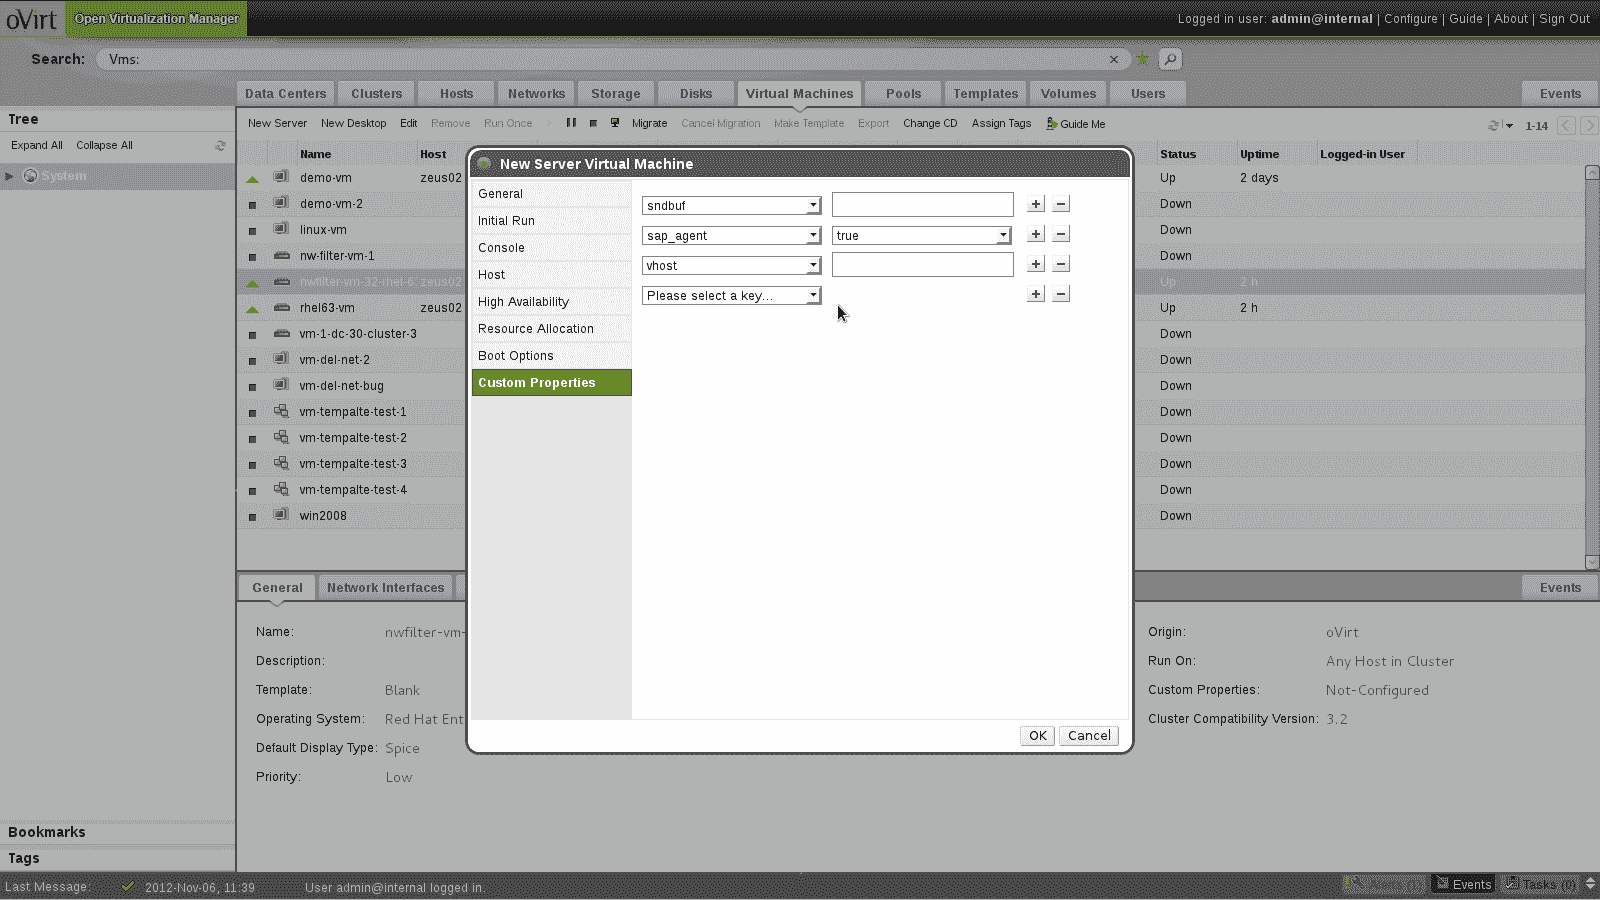 oVirt Open Virtualization Manager Logged in user: admin@internal | Configure | Guide | About | Sign Out
Search: Vms:
Data Centers Clusters Hosts Networks Storage Disks Virtual Machines Pools Templates Volumes Users Events
Tree
Expand All Collapse All
System
New Server New Desktop Edit Remove Run Once Migrate Cancel Migration Make Template Export Change CD Assign Tags Guide Me 1-14
Name Host Status Uptime Logged-in User
demo-vm zeus02 Up 2 days
demo-vm-2 Down
linux-vm Down
nw-filter-vm-1 Down
nwfilter-vm-32-rhel-6. zeus02 Up 2 h
rhel63-vm zeus02 Up 2 h
vm-1-dc-30-cluster-3 Down
vm-del-net-2 Down
vm-del-net-bug Down
vm-tempalte-test-1 Down
vm-tempalte-test-2 Down
vm-tempalte-test-3 Down
vm-tempalte-test-4 Down
win2008 Down
New Server Virtual Machine
General
Initial Run
Console
Host
High Availability
Resource Allocation
Boot Options
Custom Properties
sndbuf + −
sap_agent true + −
vhost + −
Please select a key... + −
OK Cancel
General Network Interfaces Events
Name: nwfilter-vm-
Description:
Template: Blank
Operating System: Red Hat Ent
Default Display Type: Spice
Priority: Low
Origin: oVirt
Run On: Any Host in Cluster
Custom Properties: Not-Configured
Cluster Compatibility Version: 3.2
Bookmarks
Tags
Last Message: 2012-Nov-06, 11:39 User admin@internal logged in. Events Tasks (0)